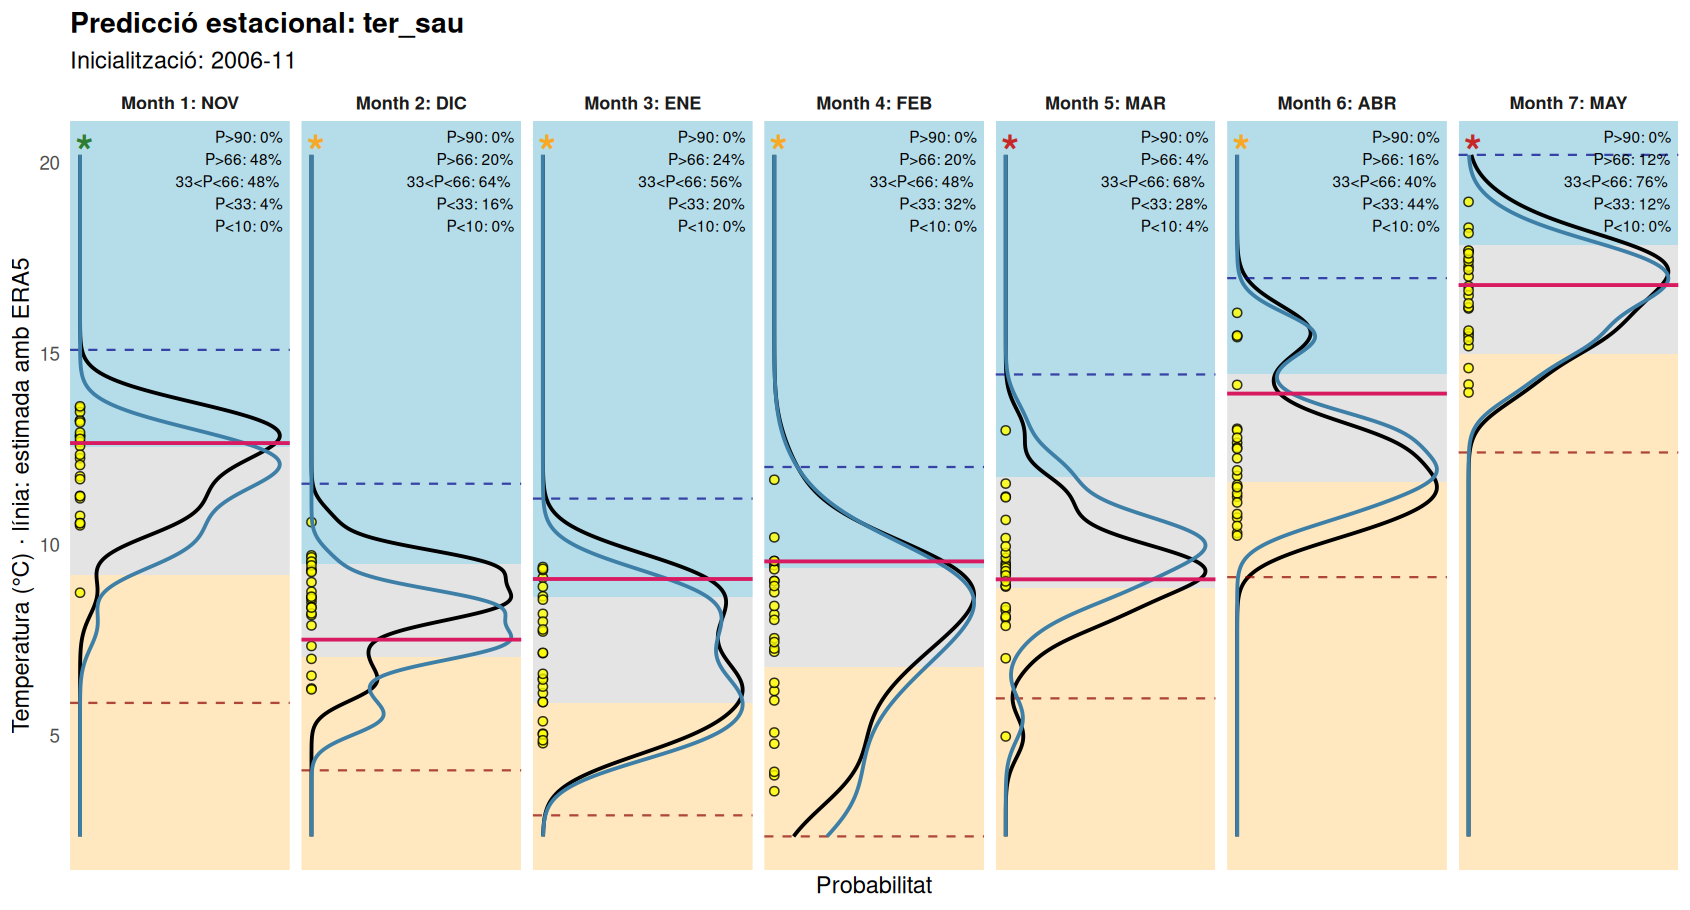 Predicció estacional: ter_sau
Inicialització: 2006-11
Month 1: NOV
Month 2: DIC
Month 3: ENE
Month 4: FEB
Month 5: MAR
Month 6: ABR
Month 7: MAY
*
P>90: 0%
P>66: 48%
33<P<66: 48%
P<33: 4%
P<10: 0%
*
P>90: 0%
P>66: 20%
33<P<66: 64%
P<33: 16%
P<10: 0%
*
P>90: 0%
P>66: 24%
33<P<66: 56%
P<33: 20%
P<10: 0%
*
P>90: 0%
P>66: 20%
33<P<66: 48%
P<33: 32%
P<10: 0%
*
P>90: 0%
P>66: 4%
33<P<66: 68%
P<33: 28%
P<10: 4%
*
P>90: 0%
P>66: 16%
33<P<66: 40%
P<33: 44%
P<10: 0%
*
P>90: 0%
P>66: 12%
33<P<66: 76%
P<33: 12%
P<10: 0%
20
15
10
5
Temperatura (°C) · línia: estimada amb ERA5
Probabilitat